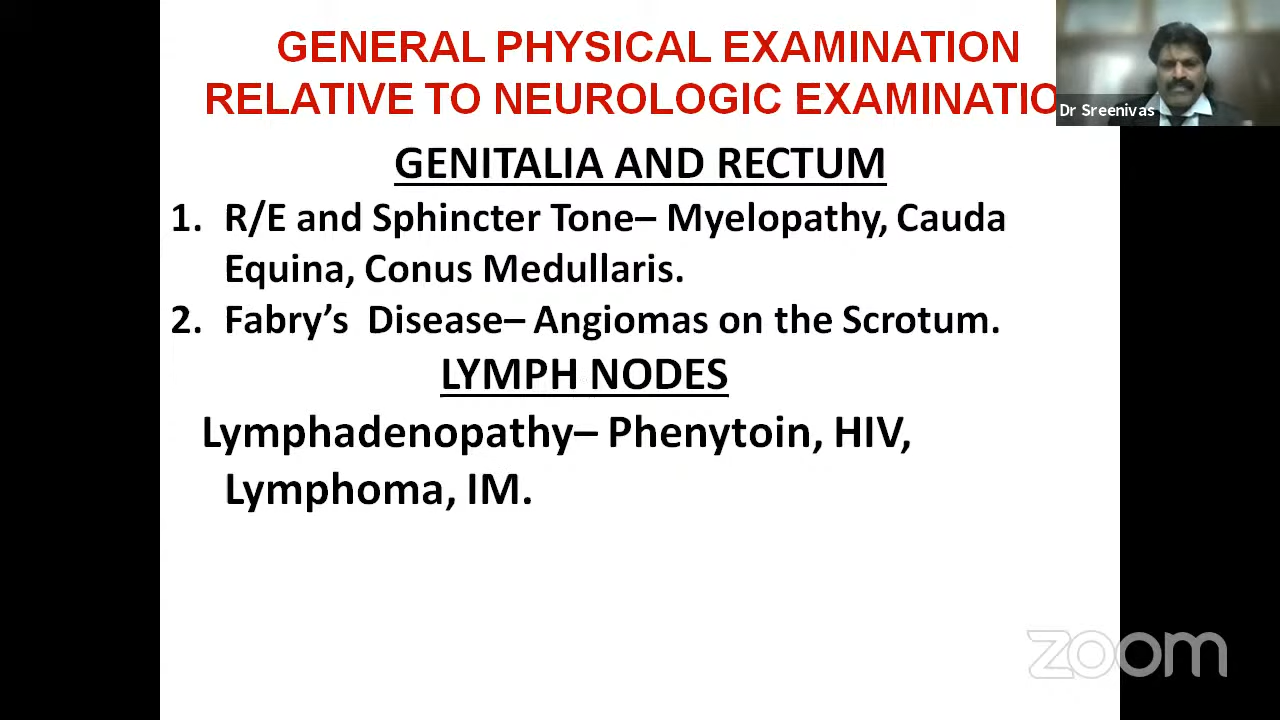 GENERAL PHYSICAL EXAMINATION
RELATIVE TO NEUROLOGIC EXAMINATIO
Dr Sreenivas
GENITALIA AND RECTUM
1. R/E and Sphincter Tone– Myelopathy, Cauda
Equina, Conus Medullaris.
2. Fabry’s Disease– Angiomas on the Scrotum.
LYMPH NODES
Lymphadenopathy– Phenytoin, HIV,
Lymphoma, IM.
zoom